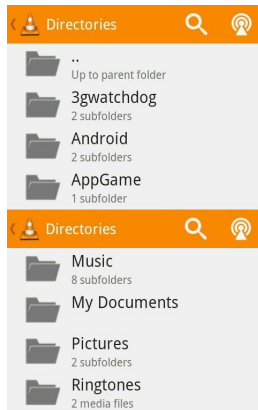 Directories
..
Up to parent folder
3gwatchdog
2 subfolders
Android
2 subfolders
AppGame
1 subfolder
Directories
Music
8 subfolders
My Documents
Pictures
2 subfolders
Ringtones
2 media files